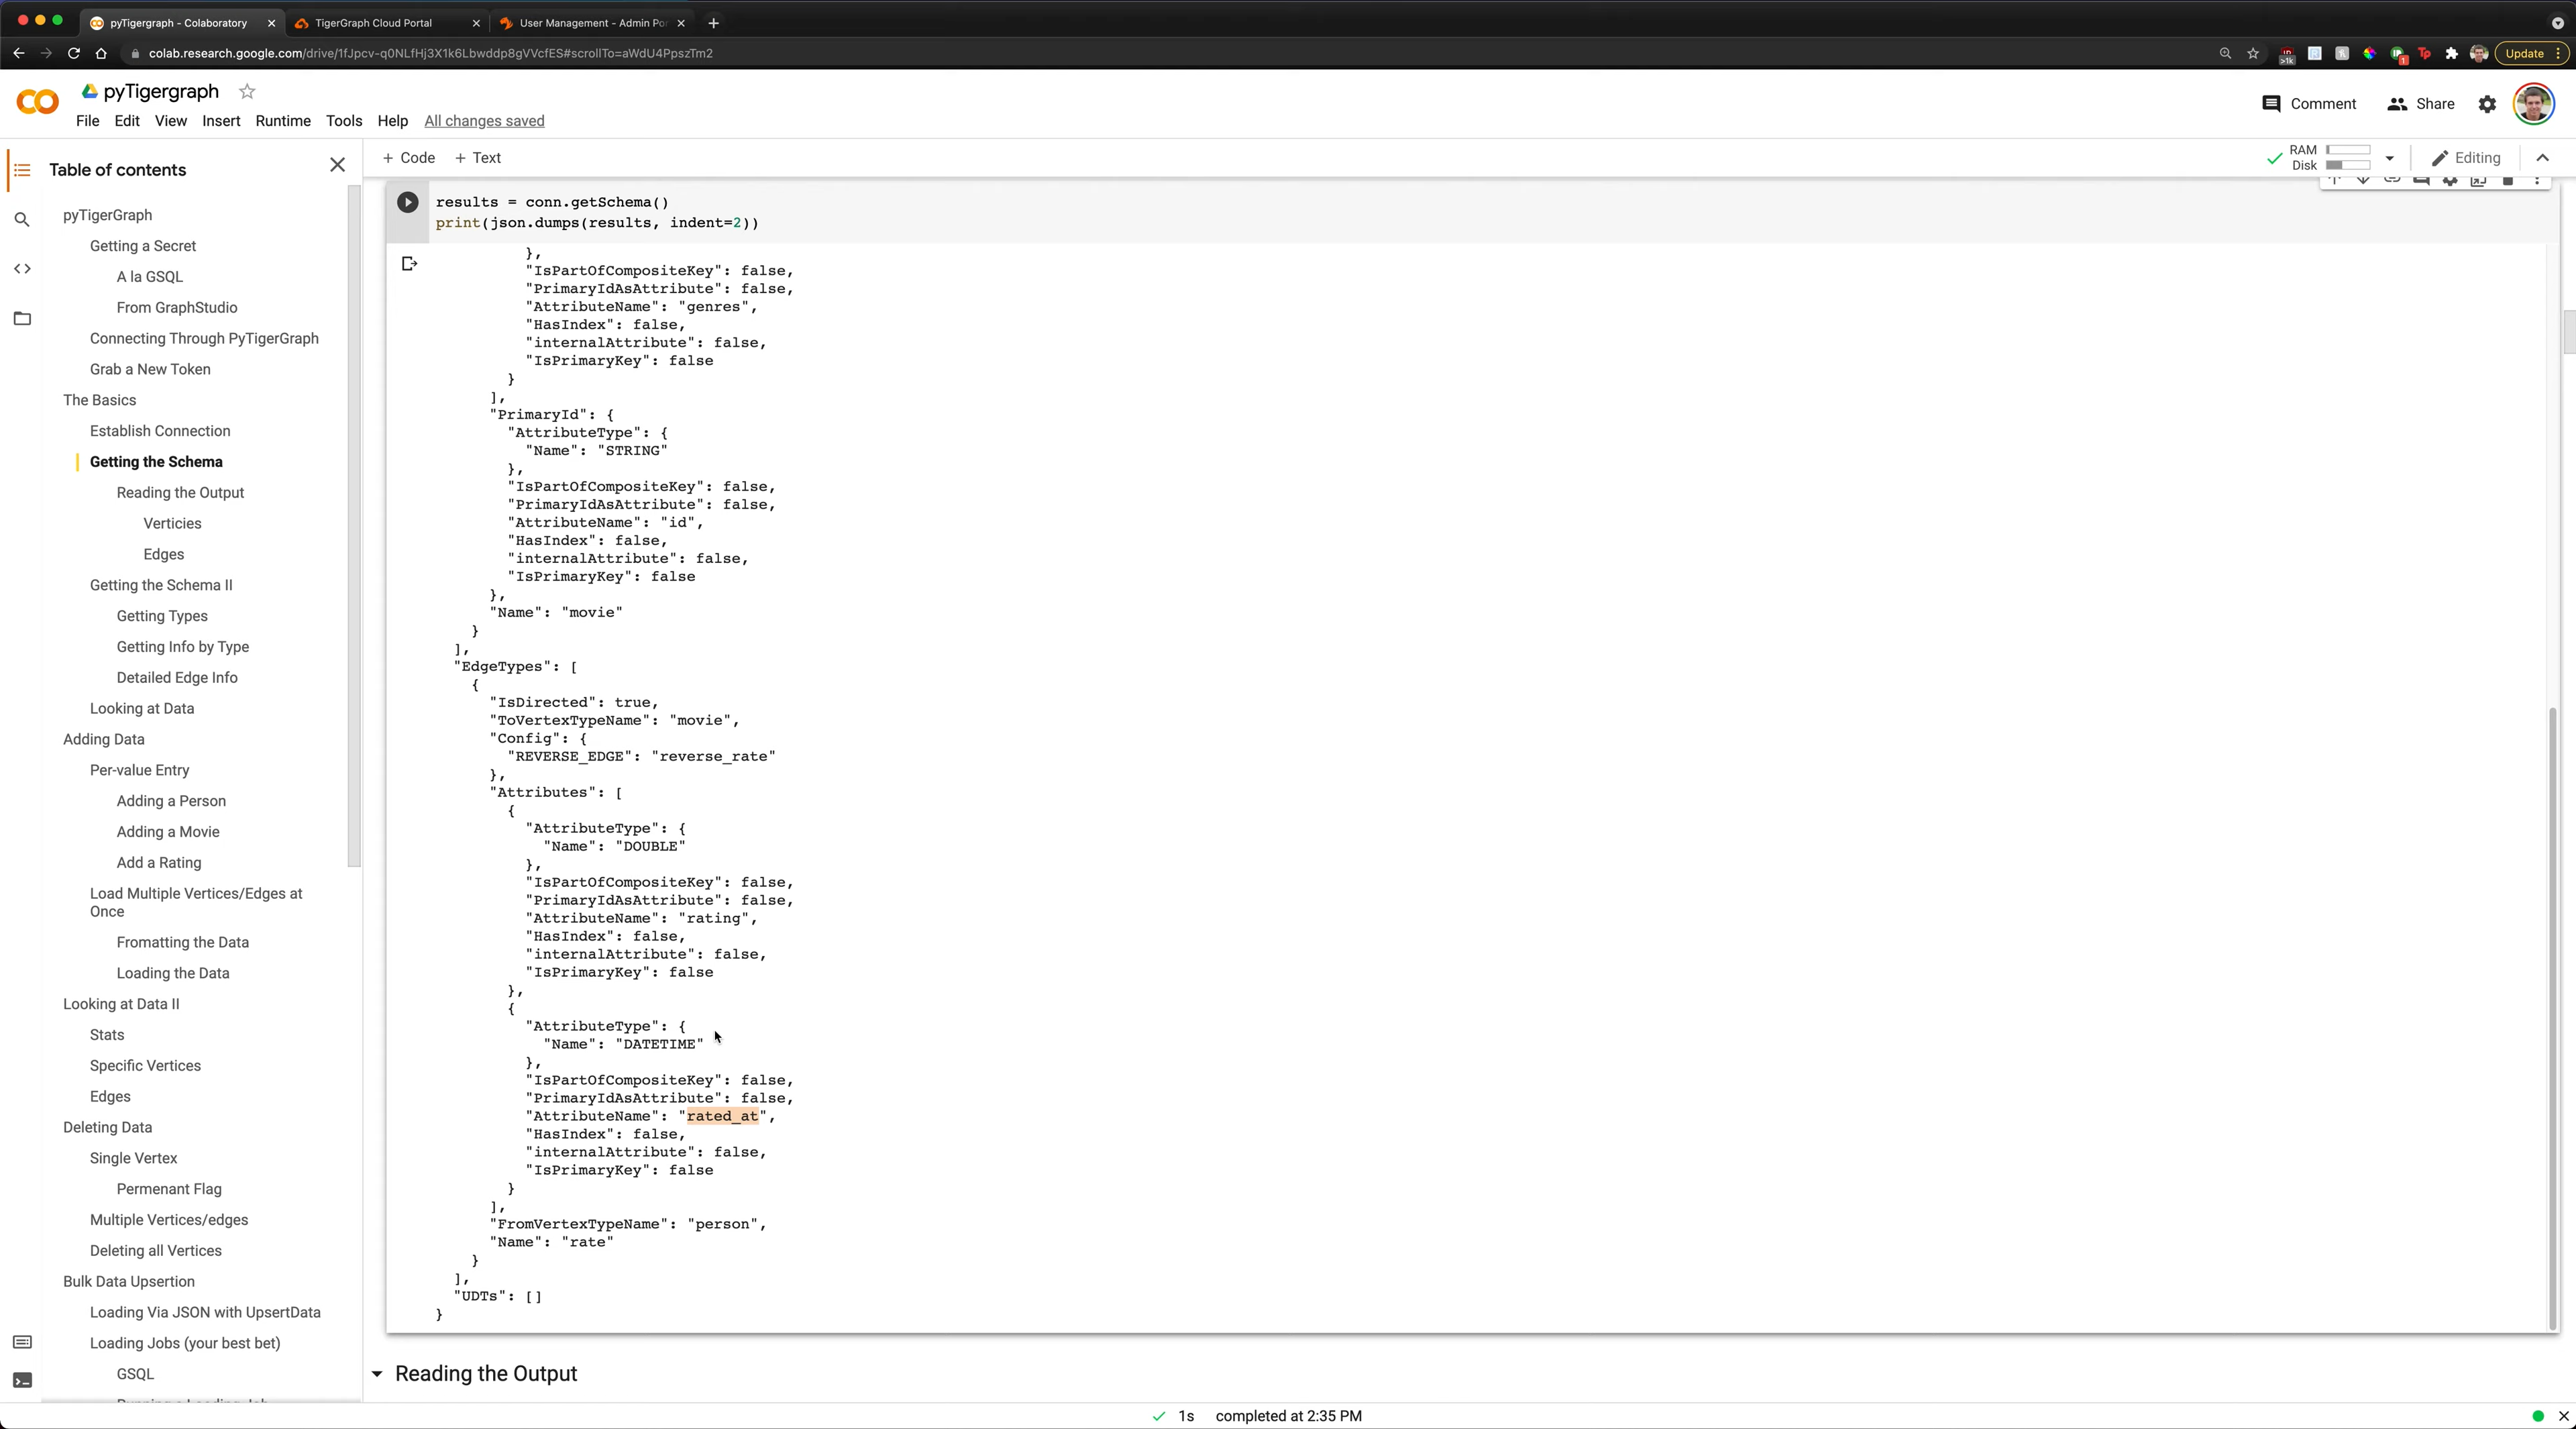 pyTigergraph - Colaboratory
TigerGraph Cloud Portal
User Management - Admin Por
colab.research.google.com/drive/1fJpcv-q0NLfHj3X1k6Lbwddp8gVVcfES#scrollTo=aWdU4PpszTm2
Update
pyTigergraph
File Edit View Insert Runtime Tools Help All changes saved
Comment
Share
+ Code + Text
RAM
Disk
Editing
Table of contents
pyTigerGraph
Getting a Secret
A la GSQL
From GraphStudio
Connecting Through PyTigerGraph
Grab a New Token
The Basics
Establish Connection
Getting the Schema
Reading the Output
Verticies
Edges
Getting the Schema II
Getting Types
Getting Info by Type
Detailed Edge Info
Looking at Data
Adding Data
Per-value Entry
Adding a Person
Adding a Movie
Add a Rating
Load Multiple Vertices/Edges at
Once
Fromatting the Data
Loading the Data
Looking at Data II
Stats
Specific Vertices
Edges
Deleting Data
Single Vertex
Permenant Flag
Multiple Vertices/edges
Deleting all Vertices
Bulk Data Upsertion
Loading Via JSON with UpsertData
Loading Jobs (your best bet)
GSQL
results = conn.getSchema()
print(json.dumps(results, indent=2))
},
"IsPartOfCompositeKey": false,
"PrimaryIdAsAttribute": false,
"AttributeName": "genres",
"HasIndex": false,
"internalAttribute": false,
"IsPrimaryKey": false
}
],
"PrimaryId": {
"AttributeType": {
"Name": "STRING"
},
"IsPartOfCompositeKey": false,
"PrimaryIdAsAttribute": false,
"AttributeName": "id",
"HasIndex": false,
"internalAttribute": false,
"IsPrimaryKey": false
},
"Name": "movie"
}
],
"EdgeTypes": [
{
"IsDirected": true,
"ToVertexTypeName": "movie",
"Config": {
"REVERSE_EDGE": "reverse_rate"
},
"Attributes": [
{
"AttributeType": {
"Name": "DOUBLE"
},
"IsPartOfCompositeKey": false,
"PrimaryIdAsAttribute": false,
"AttributeName": "rating",
"HasIndex": false,
"internalAttribute": false,
"IsPrimaryKey": false
},
{
"AttributeType": {
"Name": "DATETIME"
},
"IsPartOfCompositeKey": false,
"PrimaryIdAsAttribute": false,
"AttributeName": "rated_at",
"HasIndex": false,
"internalAttribute": false,
"IsPrimaryKey": false
}
],
"FromVertexTypeName": "person",
"Name": "rate"
}
],
"UDTs": []
}
Reading the Output
1s completed at 2:35 PM